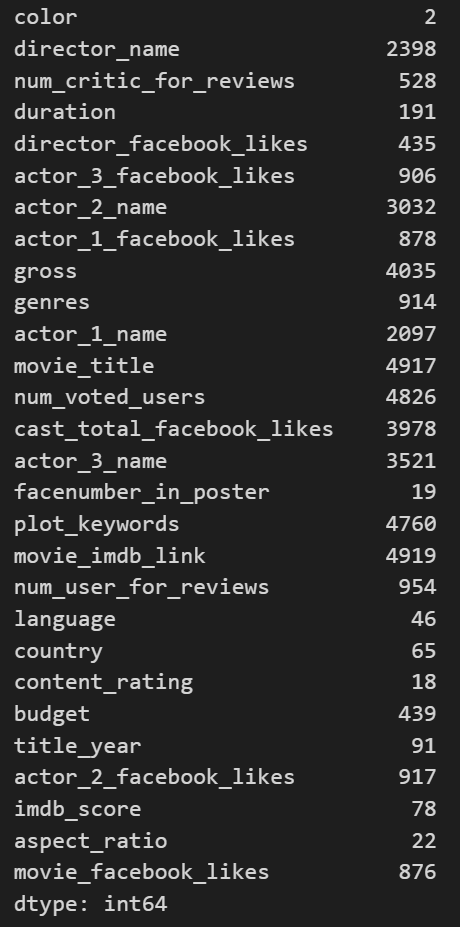 color 2
director_name 2398
num_critic_for_reviews 528
duration 191
director_facebook_likes 435
actor_3_facebook_likes 906
actor_2_name 3032
actor_1_facebook_likes 878
gross 4035
genres 914
actor_1_name 2097
movie_title 4917
num_voted_users 4826
cast_total_facebook_likes 3978
actor_3_name 3521
facenumber_in_poster 19
plot_keywords 4760
movie_imdb_link 4919
num_user_for_reviews 954
language 46
country 65
content_rating 18
budget 439
title_year 91
actor_2_facebook_likes 917
imdb_score 78
aspect_ratio 22
movie_facebook_likes 876
dtype: int64